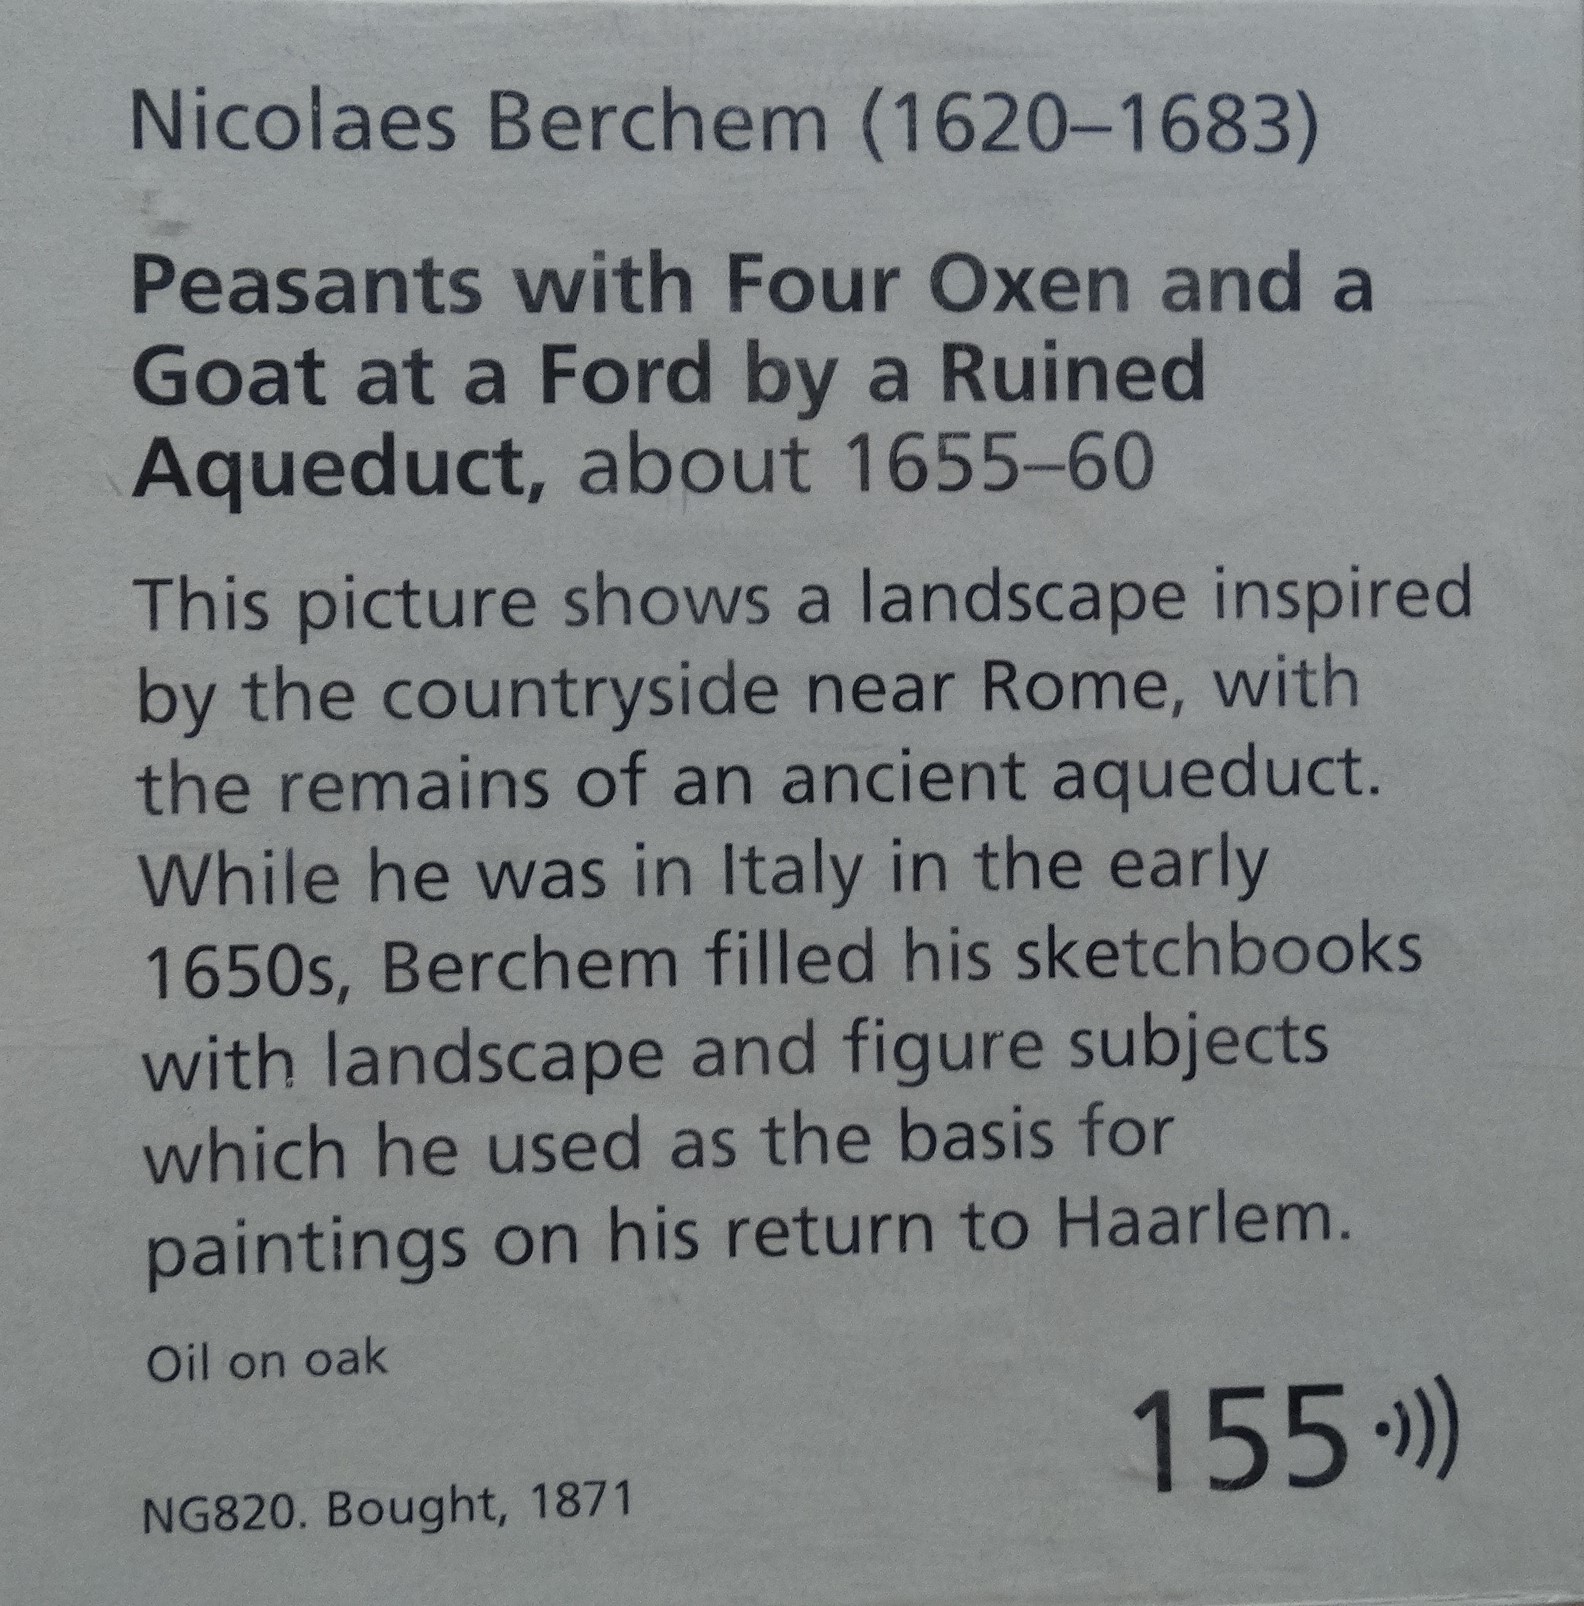 Nicolaes Berchem (1620–1683)
Peasants with Four Oxen and a
Goat at a Ford by a Ruined
Aqueduct, about 1655–60
This picture shows a landscape inspired
by the countryside near Rome, with
the remains of an ancient aqueduct.
While he was in Italy in the early
1650s, Berchem filled his sketchbooks
with landscape and figure subjects
which he used as the basis for
paintings on his return to Haarlem.
Oil on oak
155
NG820. Bought, 1871